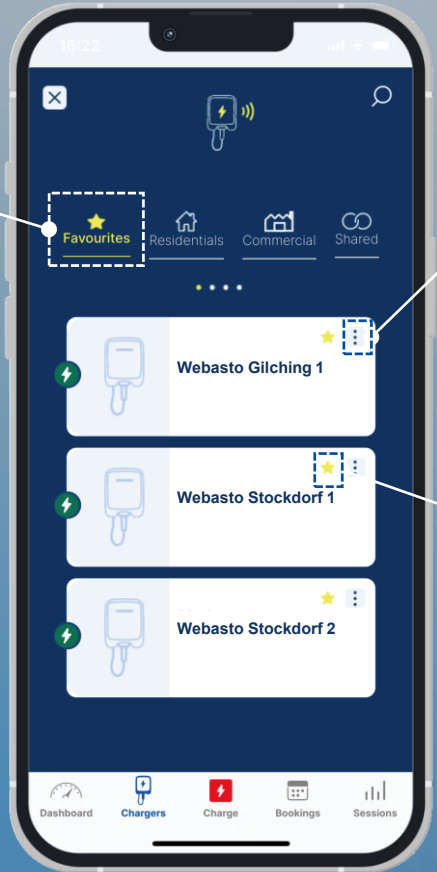 16:22
Favourites
Residentials
Commercial
Shared
Webasto Gilching 1
Webasto Stockdorf 1
Webasto Stockdorf 2
Dashboard
Chargers
Charge
Bookings
Sessions